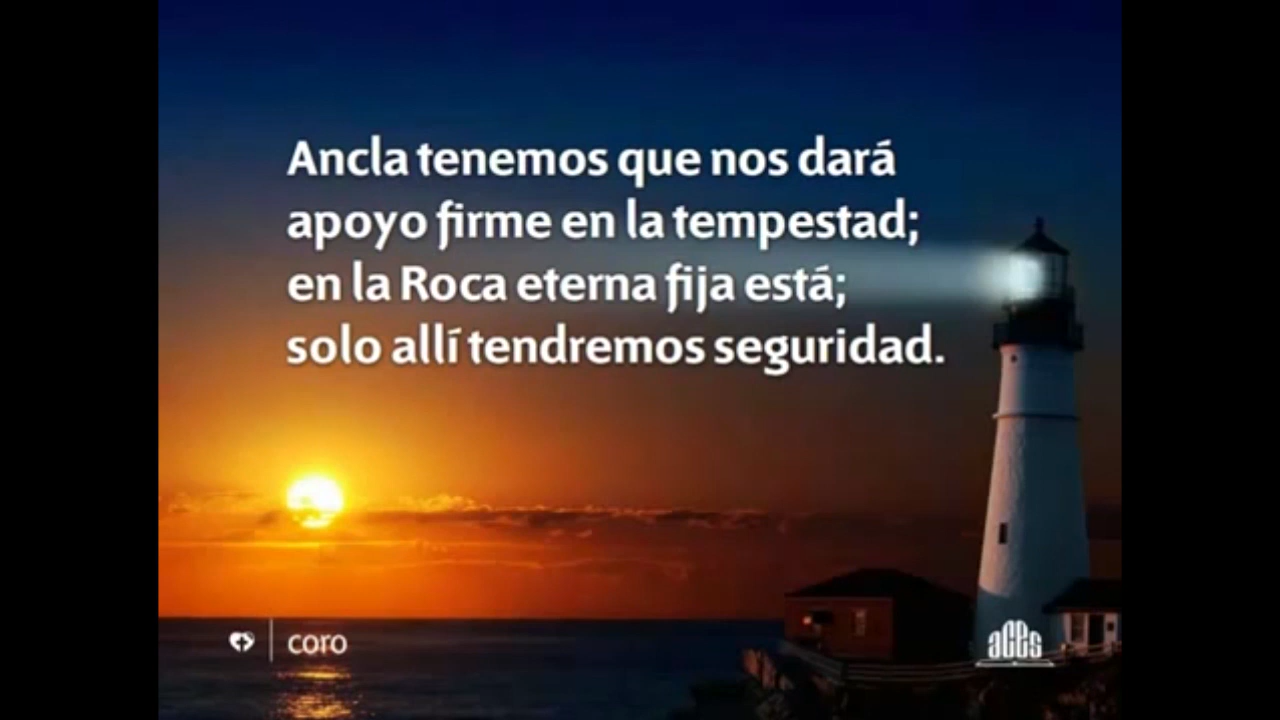 Ancla tenemos que nos dará
apoyo firme en la tempestad;
en la Roca eterna fija está;
solo allí tendremos seguridad.
coro
aces